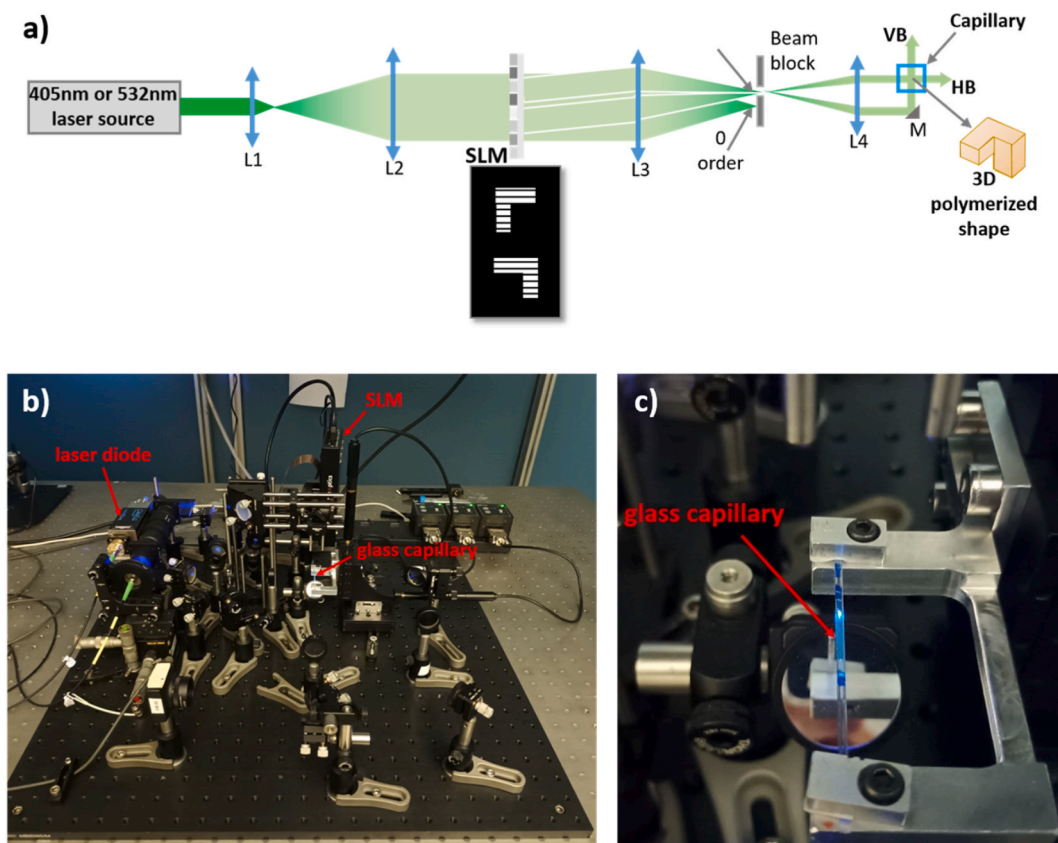 a)
405nm or 532nm
laser source
L1
L2
SLM
L3
Beam
block
0
order
L4
VB
Capillary
HB
M
3D
polymerized
shape
b)
SLM
laser diode
glass capillary
c)
glass capillary